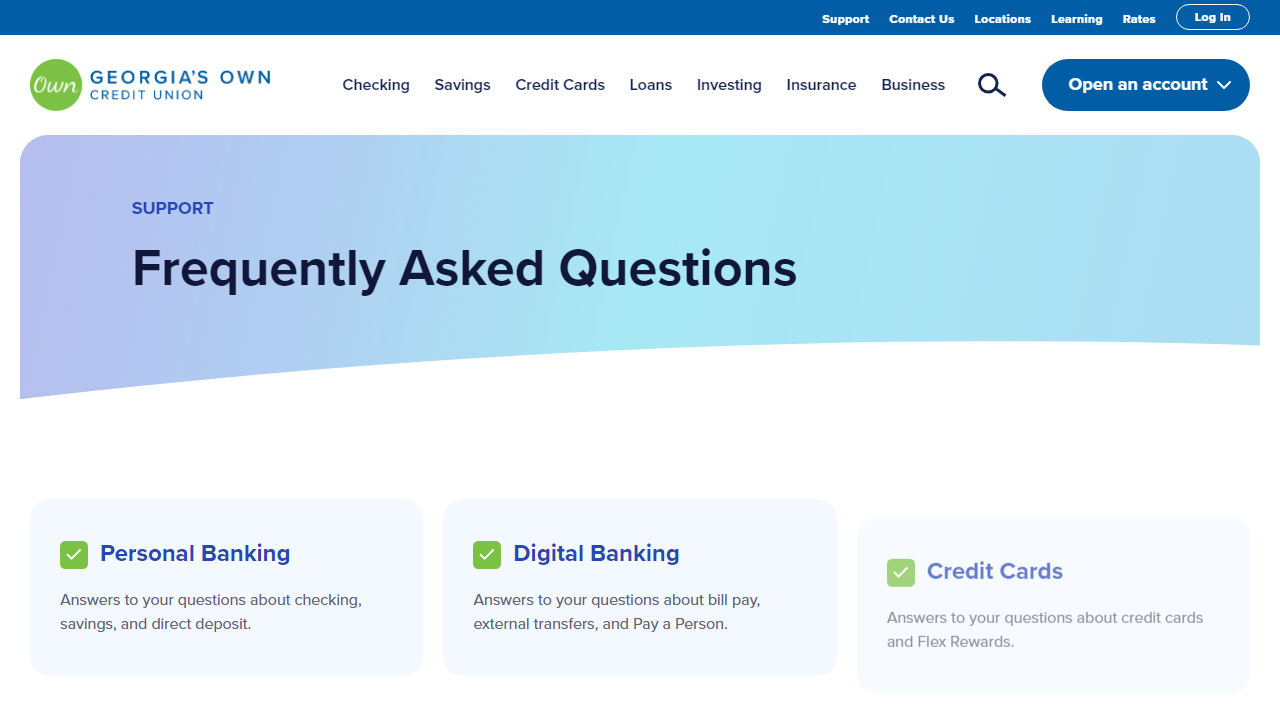 Support Contact Us Locations Learning Rates Log In
Own GEORGIA'S OWN
CREDIT UNION
Checking Savings Credit Cards Loans Investing Insurance Business
Open an account
SUPPORT
Frequently Asked Questions
Personal Banking
Answers to your questions about checking,
savings, and direct deposit.
Digital Banking
Answers to your questions about bill pay,
external transfers, and Pay a Person.
Credit Cards
Answers to your questions about credit cards
and Flex Rewards.